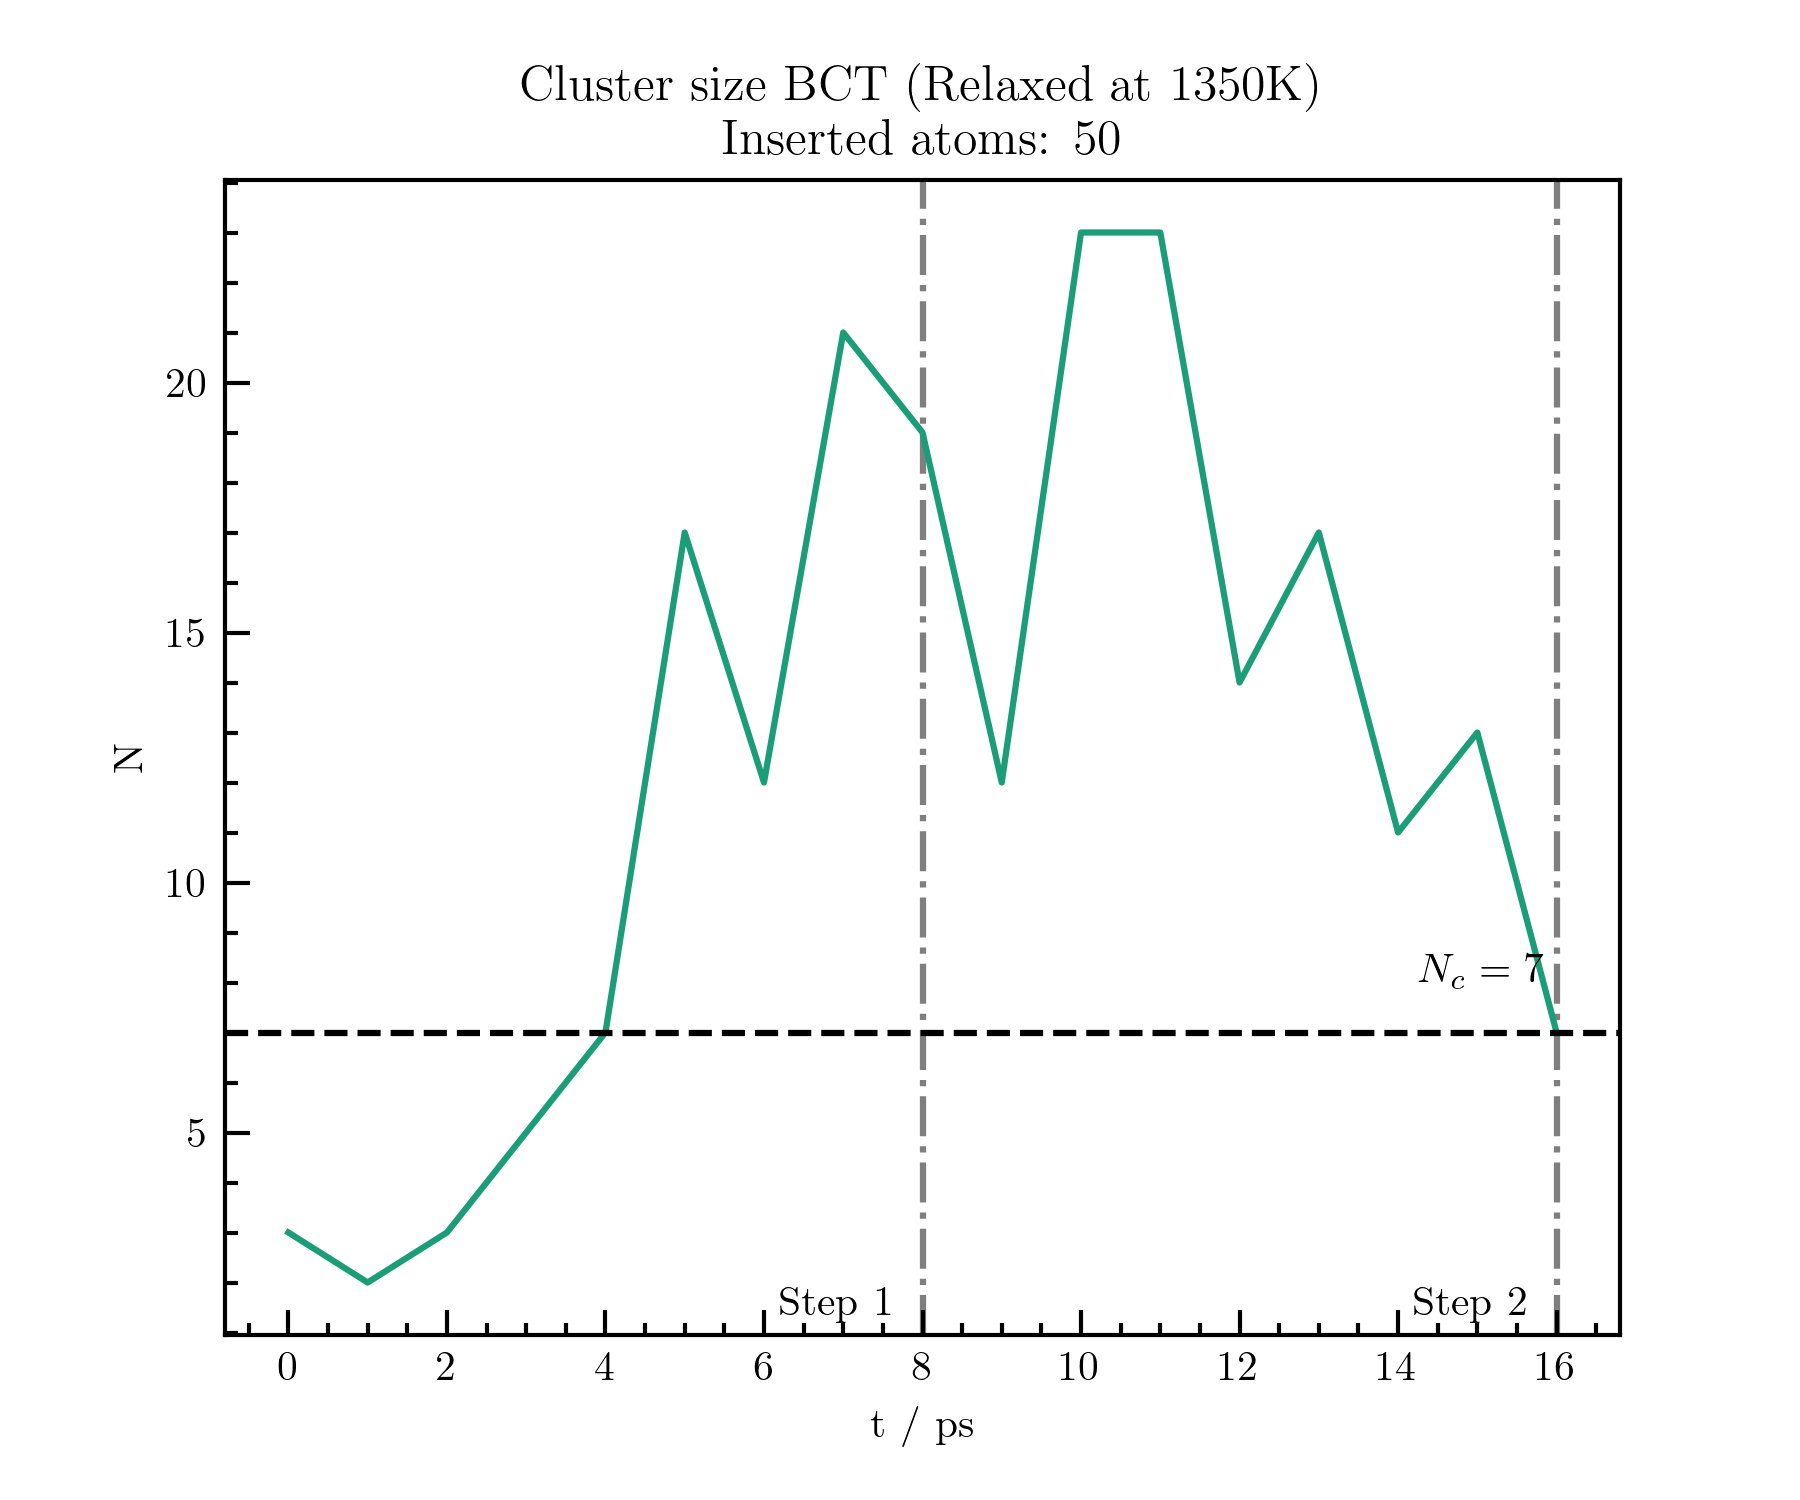 Cluster size BCT (Relaxed at 1350K)
Inserted atoms: 50
20
15
10
5
N
N_c = 7
Step 1
Step 2
0 2 4 6 8 10 12 14 16
t / ps